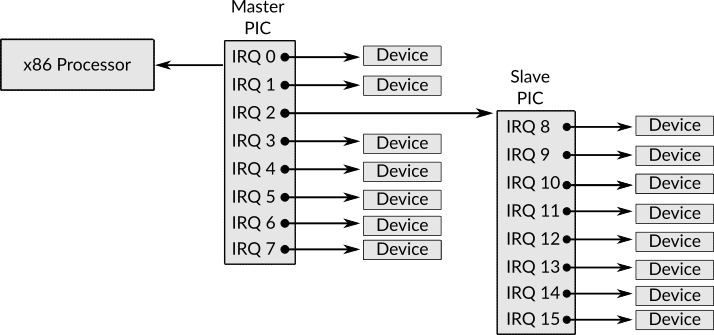 Master
PIC
x86 Processor
IRQ 0
Device
IRQ 1
Device
IRQ 2
IRQ 3
Device
IRQ 4
Device
IRQ 5
Device
IRQ 6
Device
IRQ 7
Device
Slave
PIC
IRQ 8
Device
IRQ 9
Device
IRQ 10
Device
IRQ 11
Device
IRQ 12
Device
IRQ 13
Device
IRQ 14
Device
IRQ 15
Device